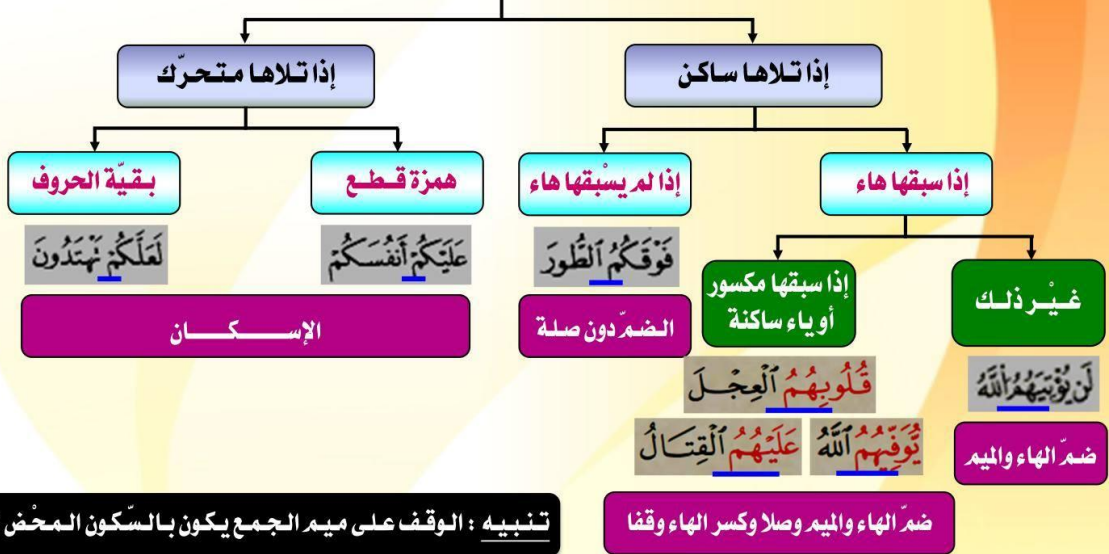 إذا تلاها ساكن
إذا تلاها متحرّك
إذا سبقها هاء
إذا لم يسْبقها هاء
همزة قطع
بقيّة الحروف
فَوْقَكُمُ ٱلطُّورَ
عَلَيْكُمْ أَنفُسَكُمْ
لَعَلَّكُمْ تَهْتَدُونَ
غيْر ذلك
إذا سبقها مكسور
أو ياء ساكنة
الضمّ دون صلة
الإسكان
لَن يُؤْتِيَهُمُ ٱللَّهُ
قُلُوبِهُمُ ٱلْعِجْلَ
يُوَفِّيهُمُ ٱللَّهُ
عَلَيْهُمُ ٱلْقِتَالُ
ضمّ الهاء والميم
ضمّ الهاء والميم وصلا وكسر الهاء وقفا
تنبيه : الوقف على ميم الجمع يكون بالسّكون المحْض